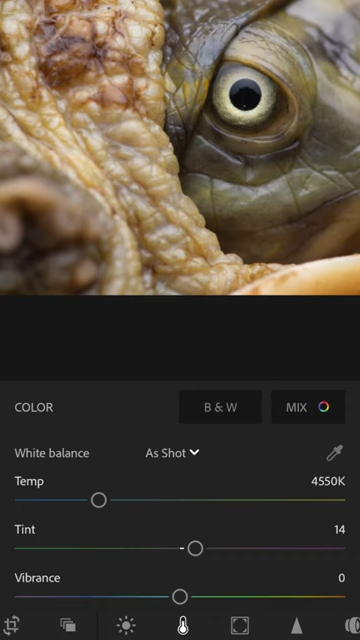 COLOR B & W MIX
White balance As Shot
Temp 4550K
Tint 14
Vibrance 0